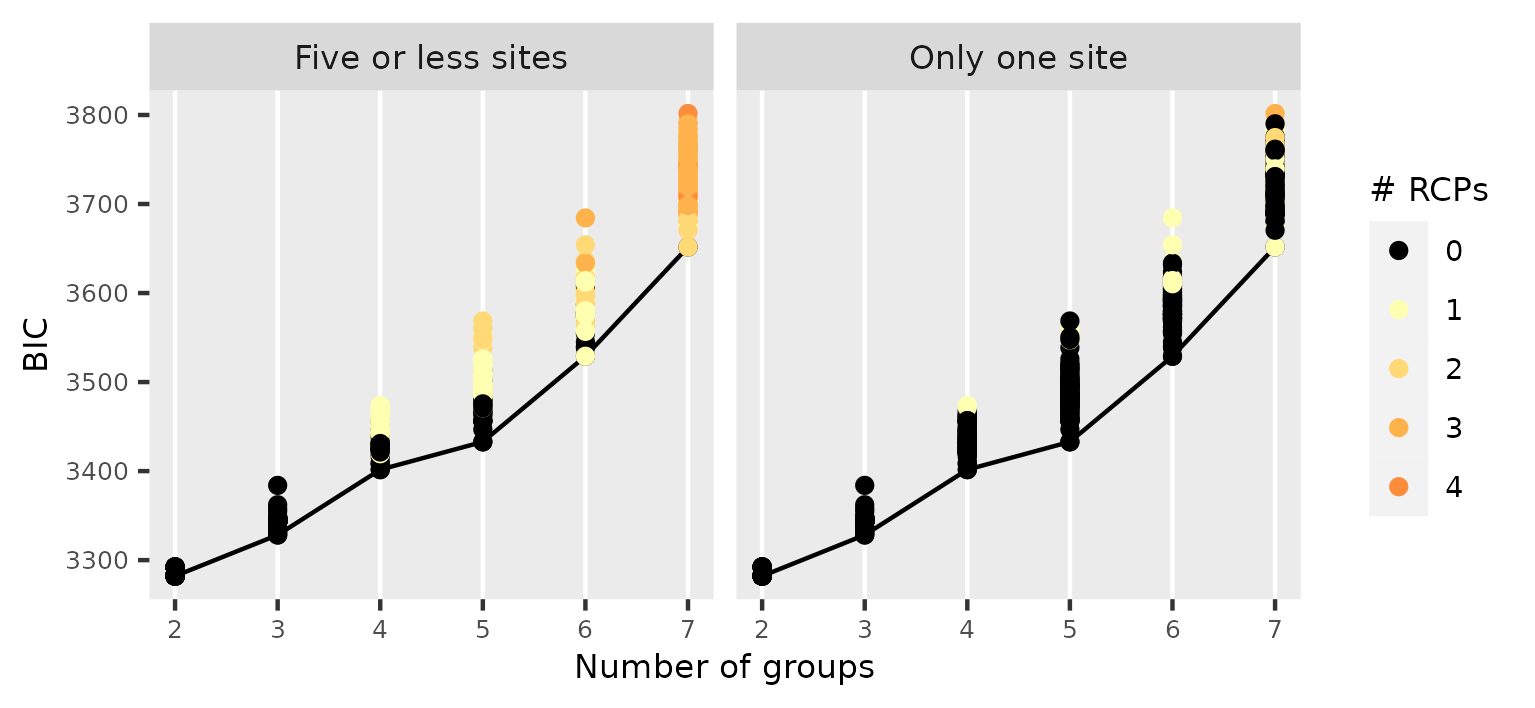 Five or less sites
Only one site
BIC
3800
3700
3600
3500
3400
3300
2 3 4 5 6 7
2 3 4 5 6 7
Number of groups
# RCPs
0
1
2
3
4